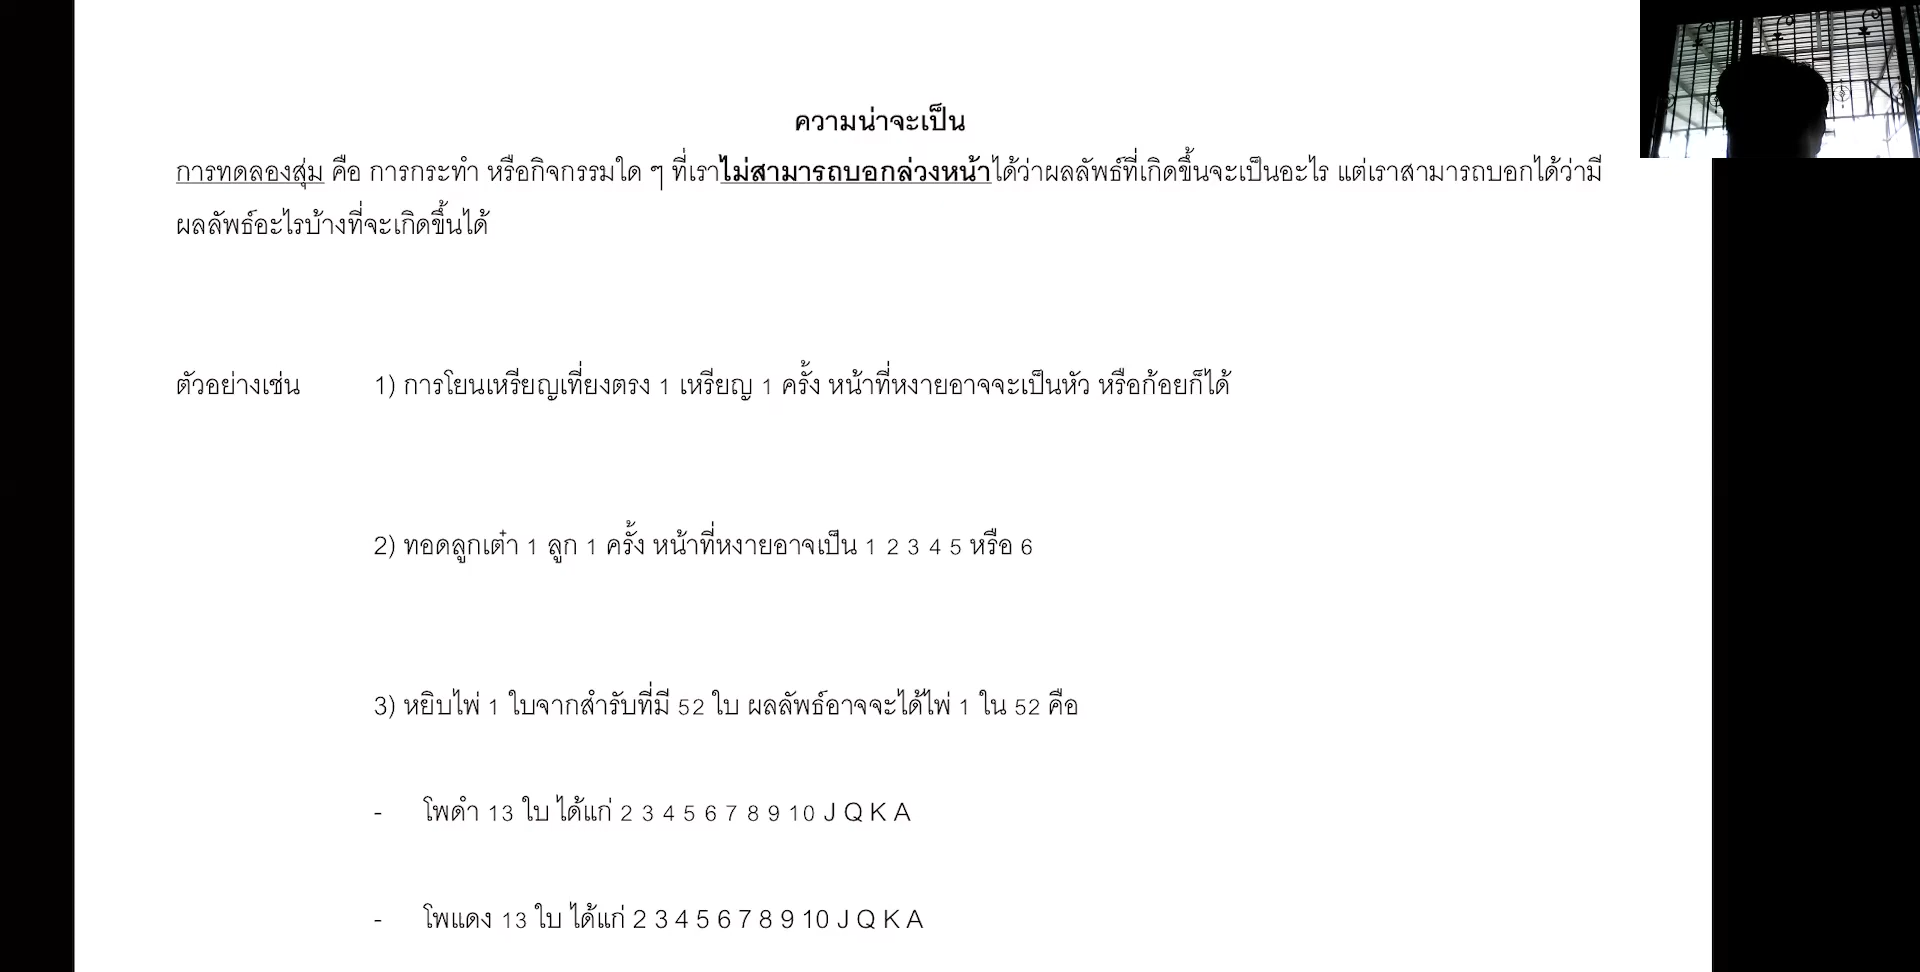 ความน่าจะเป็น
การทดลองสุ่ม คือ การกระทำ หรือกิจกรรมใด ๆ ที่เราไม่สามารถบอกล่วงหน้าได้ว่าผลลัพธ์ที่เกิดขึ้นจะเป็นอะไร แต่เราสามารถบอกได้ว่ามี
ผลลัพธ์อะไรบ้างที่จะเกิดขึ้นได้
ตัวอย่างเช่น 1) การโยนเหรียญเที่ยงตรง 1 เหรียญ 1 ครั้ง หน้าที่หงายอาจจะเป็นหัว หรือก้อยก็ได้
2) ทอดลูกเต๋า 1 ลูก 1 ครั้ง หน้าที่หงายอาจเป็น 1 2 3 4 5 หรือ 6
3) หยิบไพ่ 1 ใบจากสำรับที่มี 52 ใบ ผลลัพธ์อาจจะได้ไพ่ 1 ใน 52 คือ
- โพดำ 13 ใบ ได้แก่ 2 3 4 5 6 7 8 9 10 J Q K A
- โพแดง 13 ใบ ได้แก่ 2 3 4 5 6 7 8 9 10 J Q K A